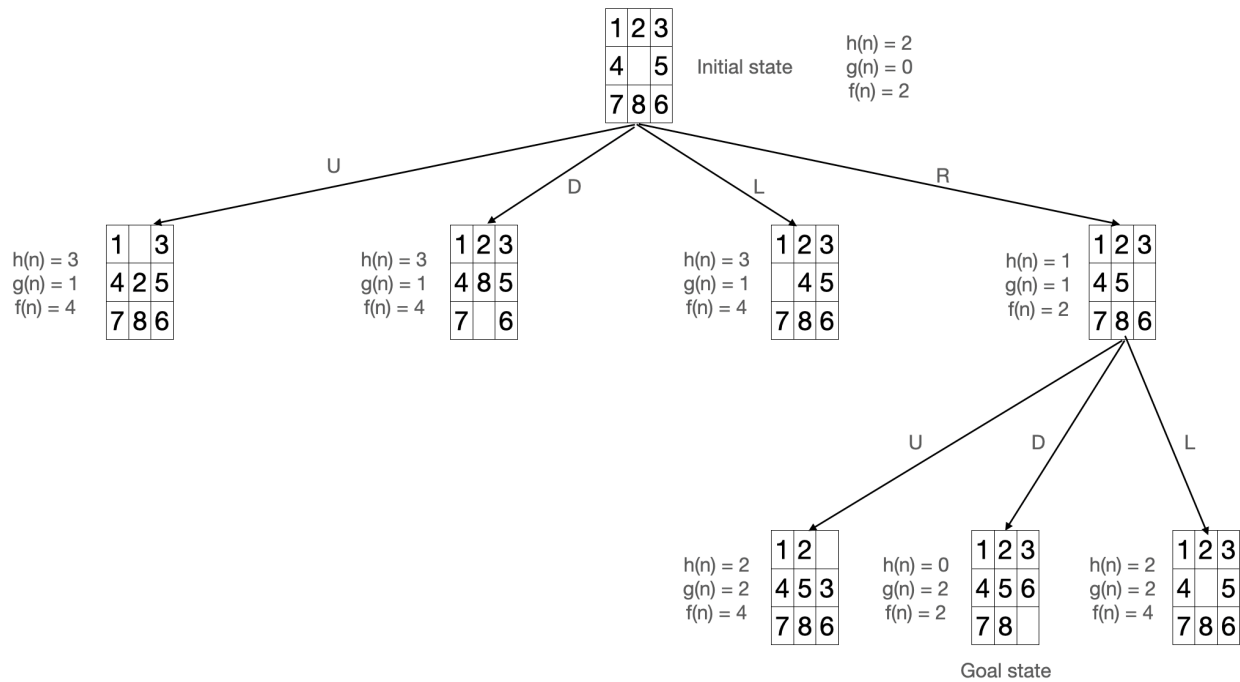 1 2 3
4 5
7 8 6
Initial state
h(n) = 2
g(n) = 0
f(n) = 2
U
D
L
R
h(n) = 3
g(n) = 1
f(n) = 4
1 3
4 2 5
7 8 6
h(n) = 3
g(n) = 1
f(n) = 4
1 2 3
4 8 5
7 6
h(n) = 3
g(n) = 1
f(n) = 4
1 2 3
4 5
7 8 6
h(n) = 1
g(n) = 1
f(n) = 2
1 2 3
4 5
7 8 6
U
D
L
h(n) = 2
g(n) = 2
f(n) = 4
1 2
4 5 3
7 8 6
h(n) = 0
g(n) = 2
f(n) = 2
1 2 3
4 5 6
7 8
Goal state
h(n) = 2
g(n) = 2
f(n) = 4
1 2 3
4 5
7 8 6